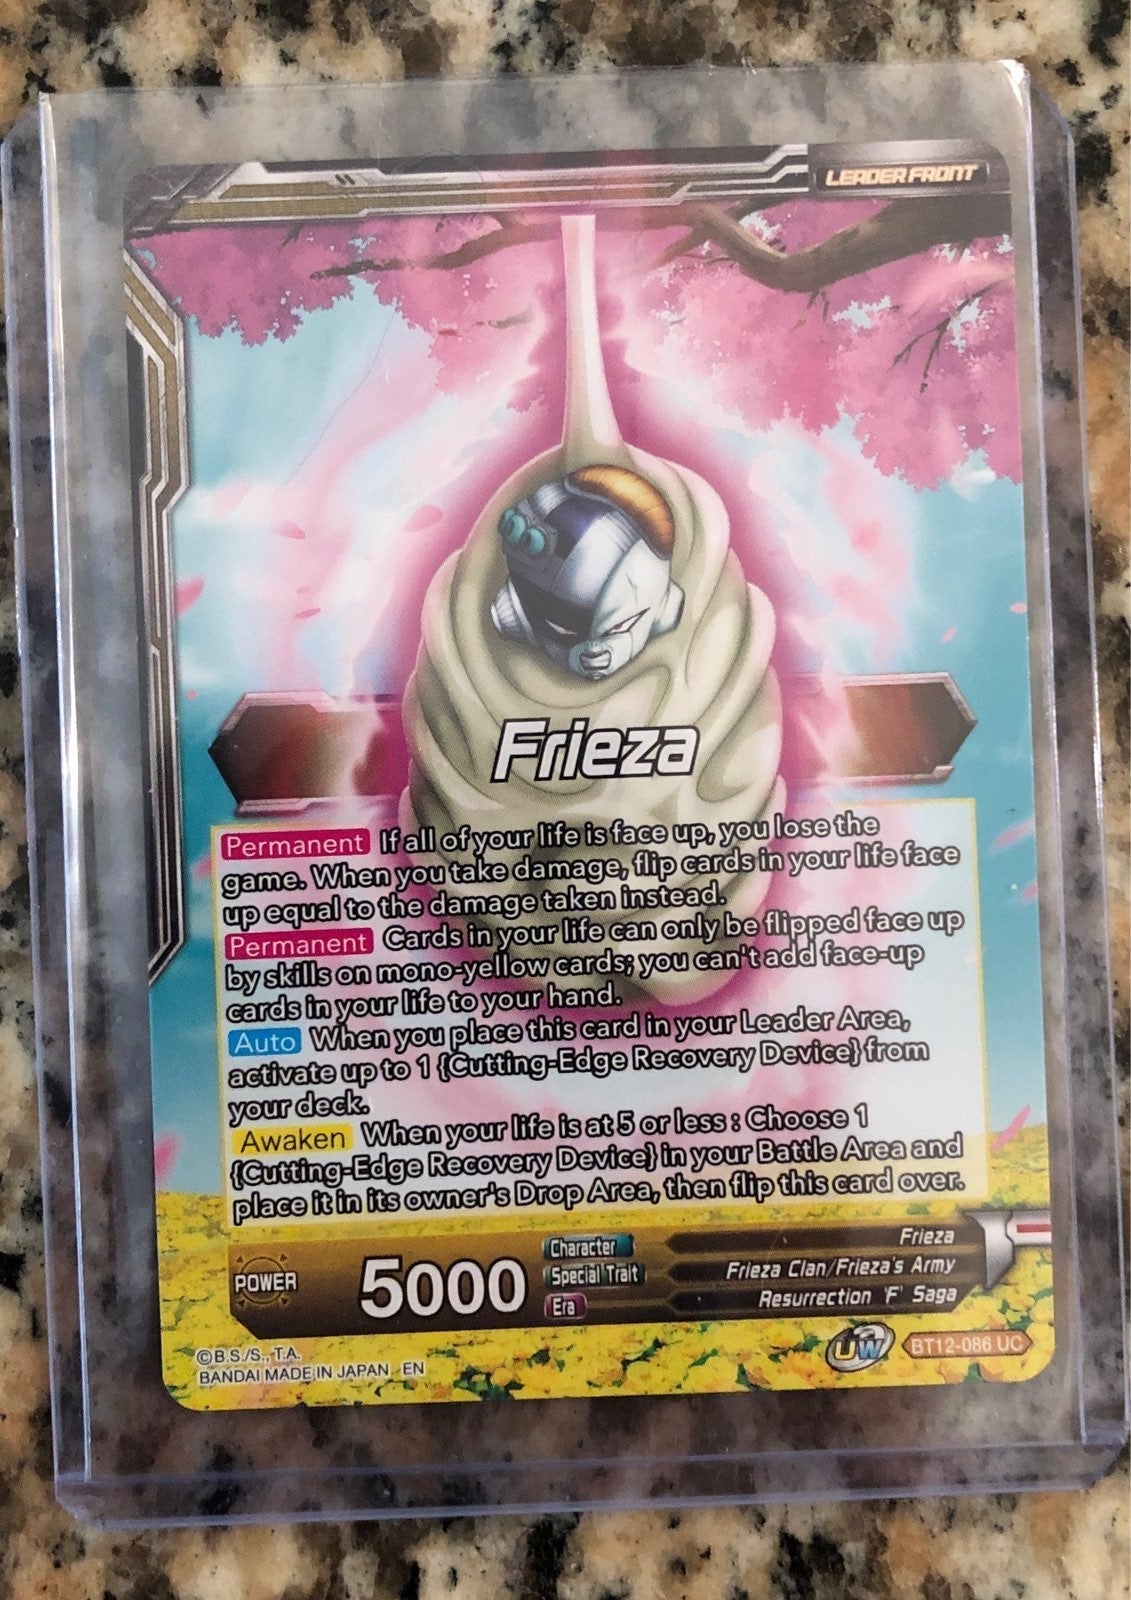 LEADER FRONT
Frieza
Permanent If all of your life is face up, you lose the
game. When you take damage, flip cards in your life face
up equal to the damage taken instead.
Permanent Cards in your life can only be flipped face up
by skills on mono-yellow cards; you can't add face-up
cards in your life to your hand.
Auto When you place this card in your Leader Area,
activate up to 1 {Cutting-Edge Recovery Device} from
your deck.
Awaken When your life is at 5 or less : Choose 1
{Cutting-Edge Recovery Device} in your Battle Area and
place it in its owner's Drop Area, then flip this card over.
POWER 5000
Character Frieza
Special Trait Frieza Clan/Frieza's Army
Era Resurrection 'F' Saga
©B.S./S., T.A.
BANDAI MADE IN JAPAN EN
UW BT12-086 UC